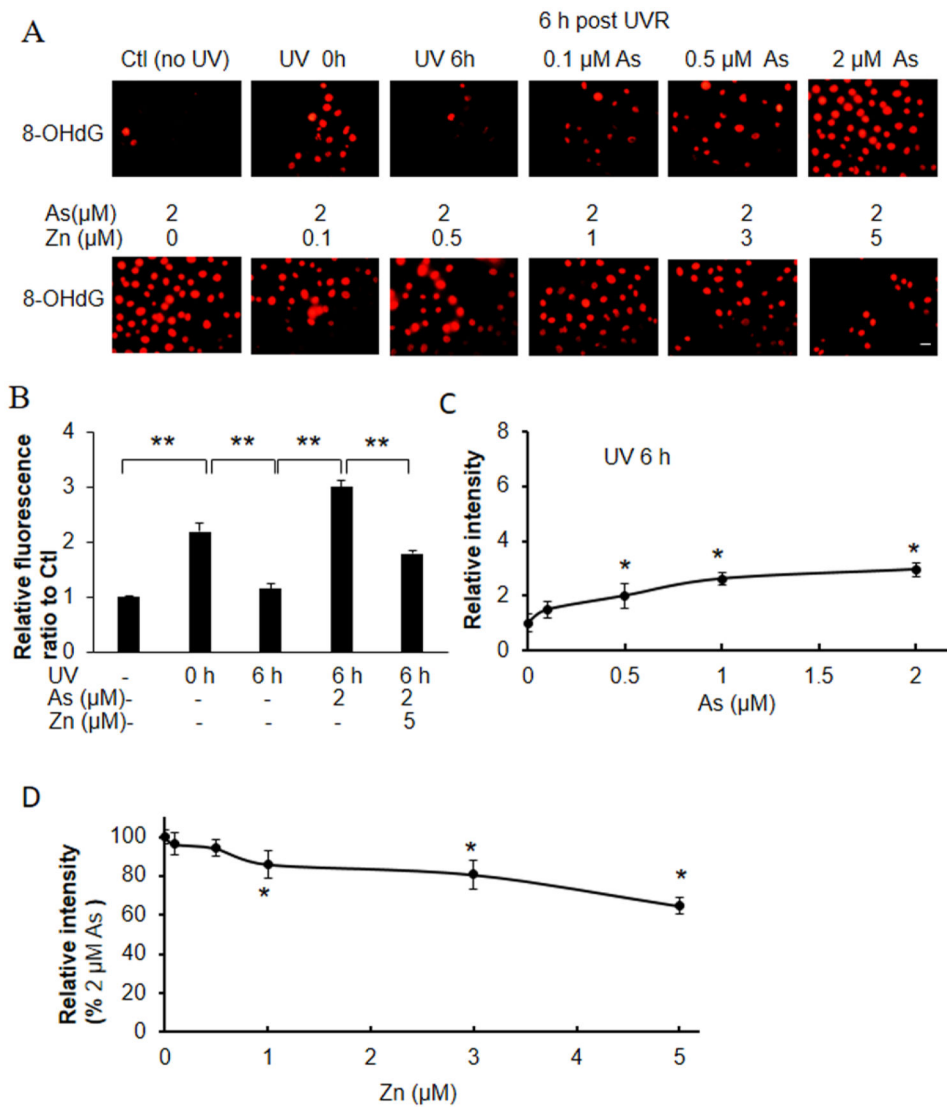 A
6 h post UVR
Ctl (no UV) UV 0h UV 6h 0.1 µM As 0.5 µM As 2 µM As
8-OHdG
As(µM) 2 2 2 2 2 2
Zn (µM) 0 0.1 0.5 1 3 5
8-OHdG
B
Relative fluorescence
ratio to Ctl
4
3
2
1
0
** ** ** **
UV - 0 h 6 h 6 h 6 h
As (µM)- - - 2 2
Zn (µM)- - - - 5
C
Relative intensity
8
6
4
2
0
UV 6 h
* * *
0 0.5 1 1.5 2
As (µM)
D
Relative intensity
(% 2 µM As )
100
80
60
40
20
0
* * *
0 1 2 3 4 5
Zn (µM)